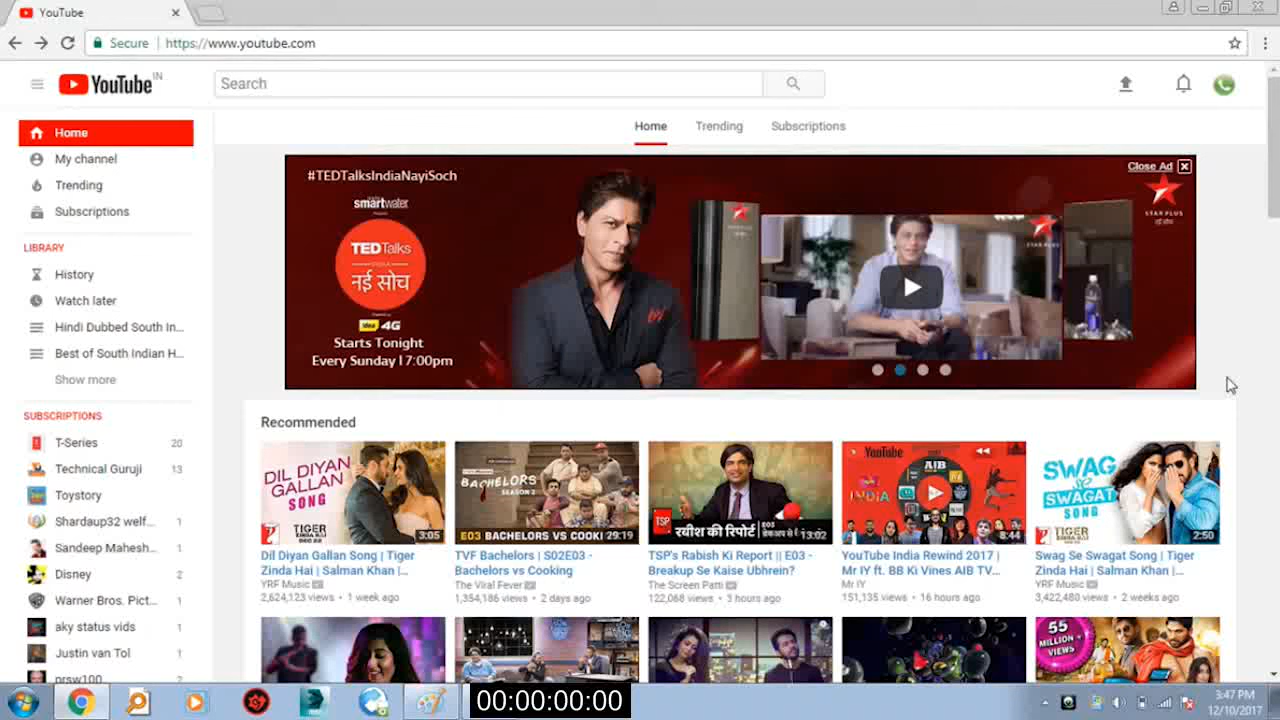 YouTube
Secure
https://www.youtube.com
YouTube IN
Search
Home Trending Subscriptions
Home
My channel
Trending
Subscriptions
LIBRARY
History
Watch later
Hindi Dubbed South In...
Best of South Indian H...
Show more
SUBSCRIPTIONS
T-Series 20
Technical Guruji 13
Toystory
Shardaup32 welf... 1
Sandeep Mahesh... 1
Disney 2
Warner Bros. Pict... 1
aky status vids 1
Justin van Tol 1
prsw100
#TEDTalksIndiaNayiSoch
smartwater
TEDTalks
INDIA
नई सोच
Idea 4G
Starts Tonight
Every Sunday | 7:00pm
Close Ad
STAR PLUS
नई सोच
STAR PLUS
Recommended
DIL DIYAN
GALLAN
SONG
TIGER
ZINDA HAI
DEC 22
3:05
Dil Diyan Gallan Song | Tiger
Zinda Hai | Salman Khan |...
YRF Music
2,624,123 views • 1 week ago
BACHELORS
SEASON 2
E03 BACHELORS VS COOKI
29:19
TVF Bachelors | S02E03 -
Bachelors vs Cooking
The Viral Fever
1,354,186 views • 2 days ago
TSP
रवीश की रिपोर्ट
E03
13:02
TSP's Rabish Ki Report || E03 -
Breakup Se Kaise Ubhrein?
The Screen Patti
122,068 views • 3 hours ago
YouTube
AIB
INDIA
8:44
YouTube India Rewind 2017 |
Mr IY ft. BB Ki Vines AIB TV...
Mr IY
151,135 views • 16 hours ago
SWAG
se
SWAGAT
SONG
TIGER
ZINDA HAI
DEC 22
2:50
Swag Se Swagat Song | Tiger
Zinda Hai | Salman Khan |...
YRF Music
3,422,480 views • 2 weeks ago
55
MILLION+
VIEWS
00:00:00:00
3:47 PM
12/10/2017